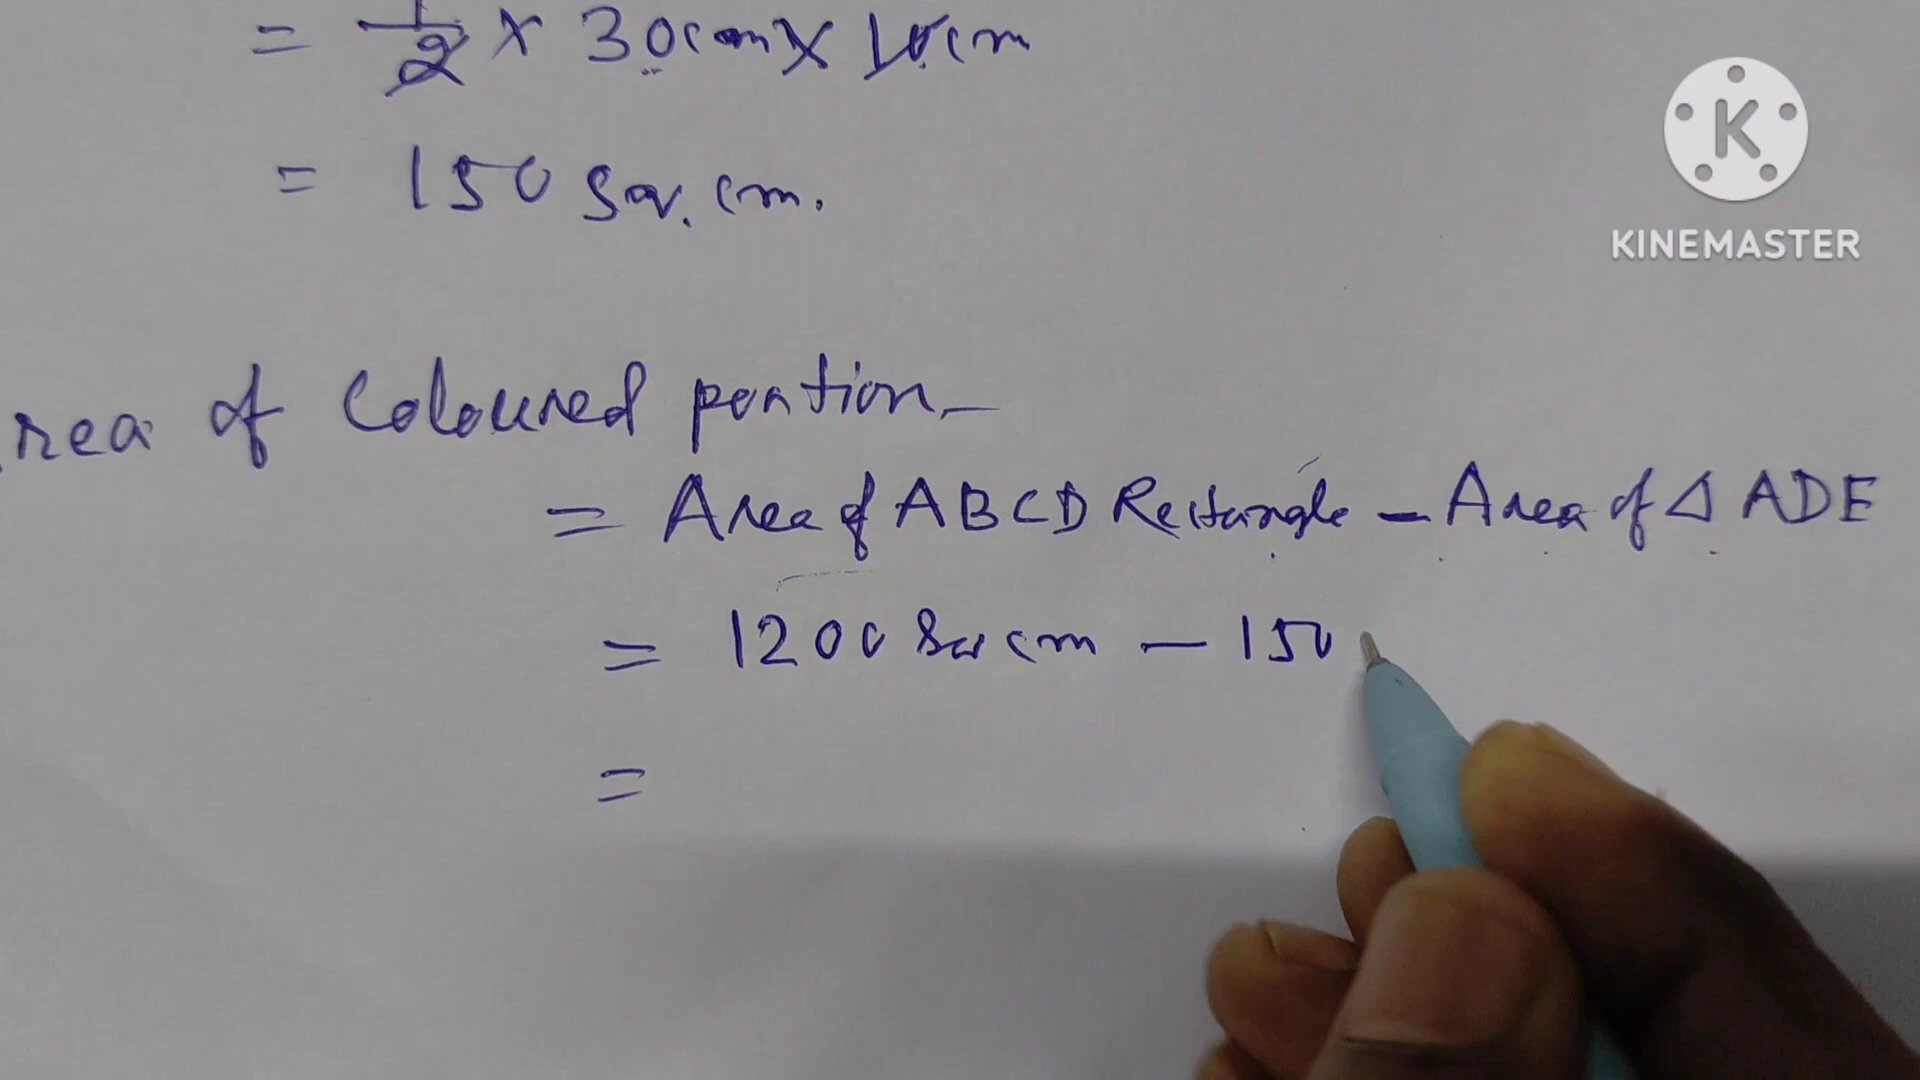 = 1/2 × 30cm × 10cm
= 150 Sq. cm.
rea of Coloured portion -
= Area of ABCD Rectangle - Area of Δ ADE
= 1200 Sq cm - 150
=
K
KINEMASTER